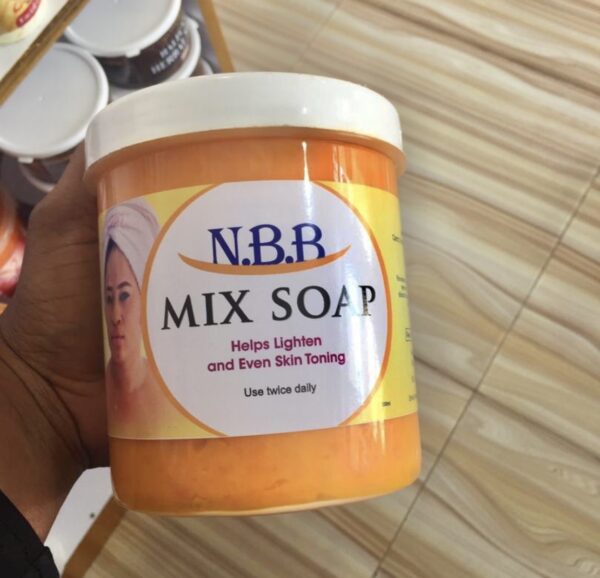 N.B.B
MIX SOAP
Helps Lighten
and Even Skin Toning
Use twice daily